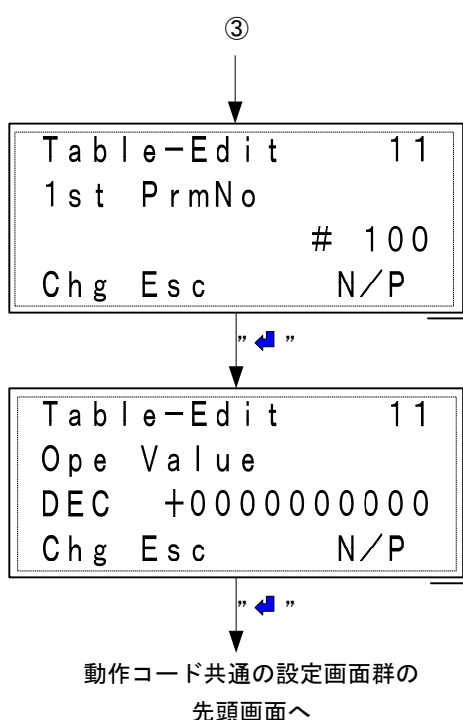 ③
Table-Edit 11
1st PrmNo
# 100
Chg Esc N/P
” ”
Table-Edit 11
Ope Value
DEC +0000000000
Chg Esc N/P
” ”
動作コード共通の設定画面群の
先頭画面へ